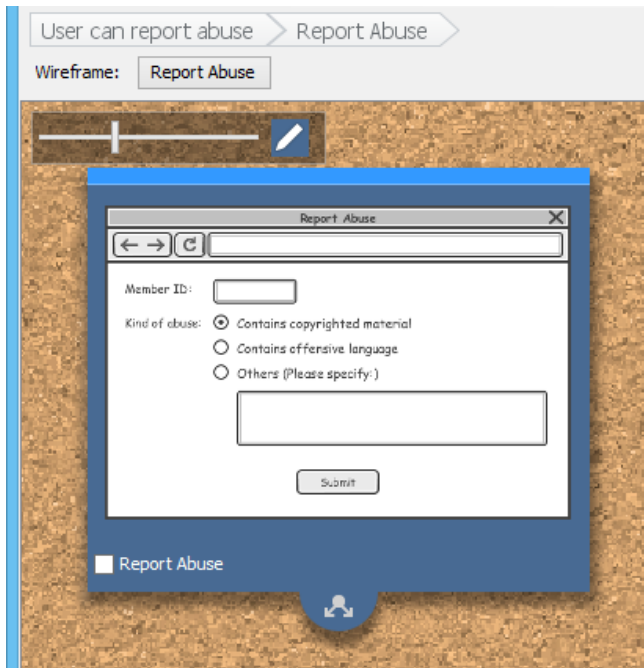 User can report abuse Report Abuse
Wireframe: Report Abuse
Report Abuse
Member ID:
Kind of abuse: Contains copyrighted material
Contains offensive language
Others (Please specify:)
Submit
Report Abuse